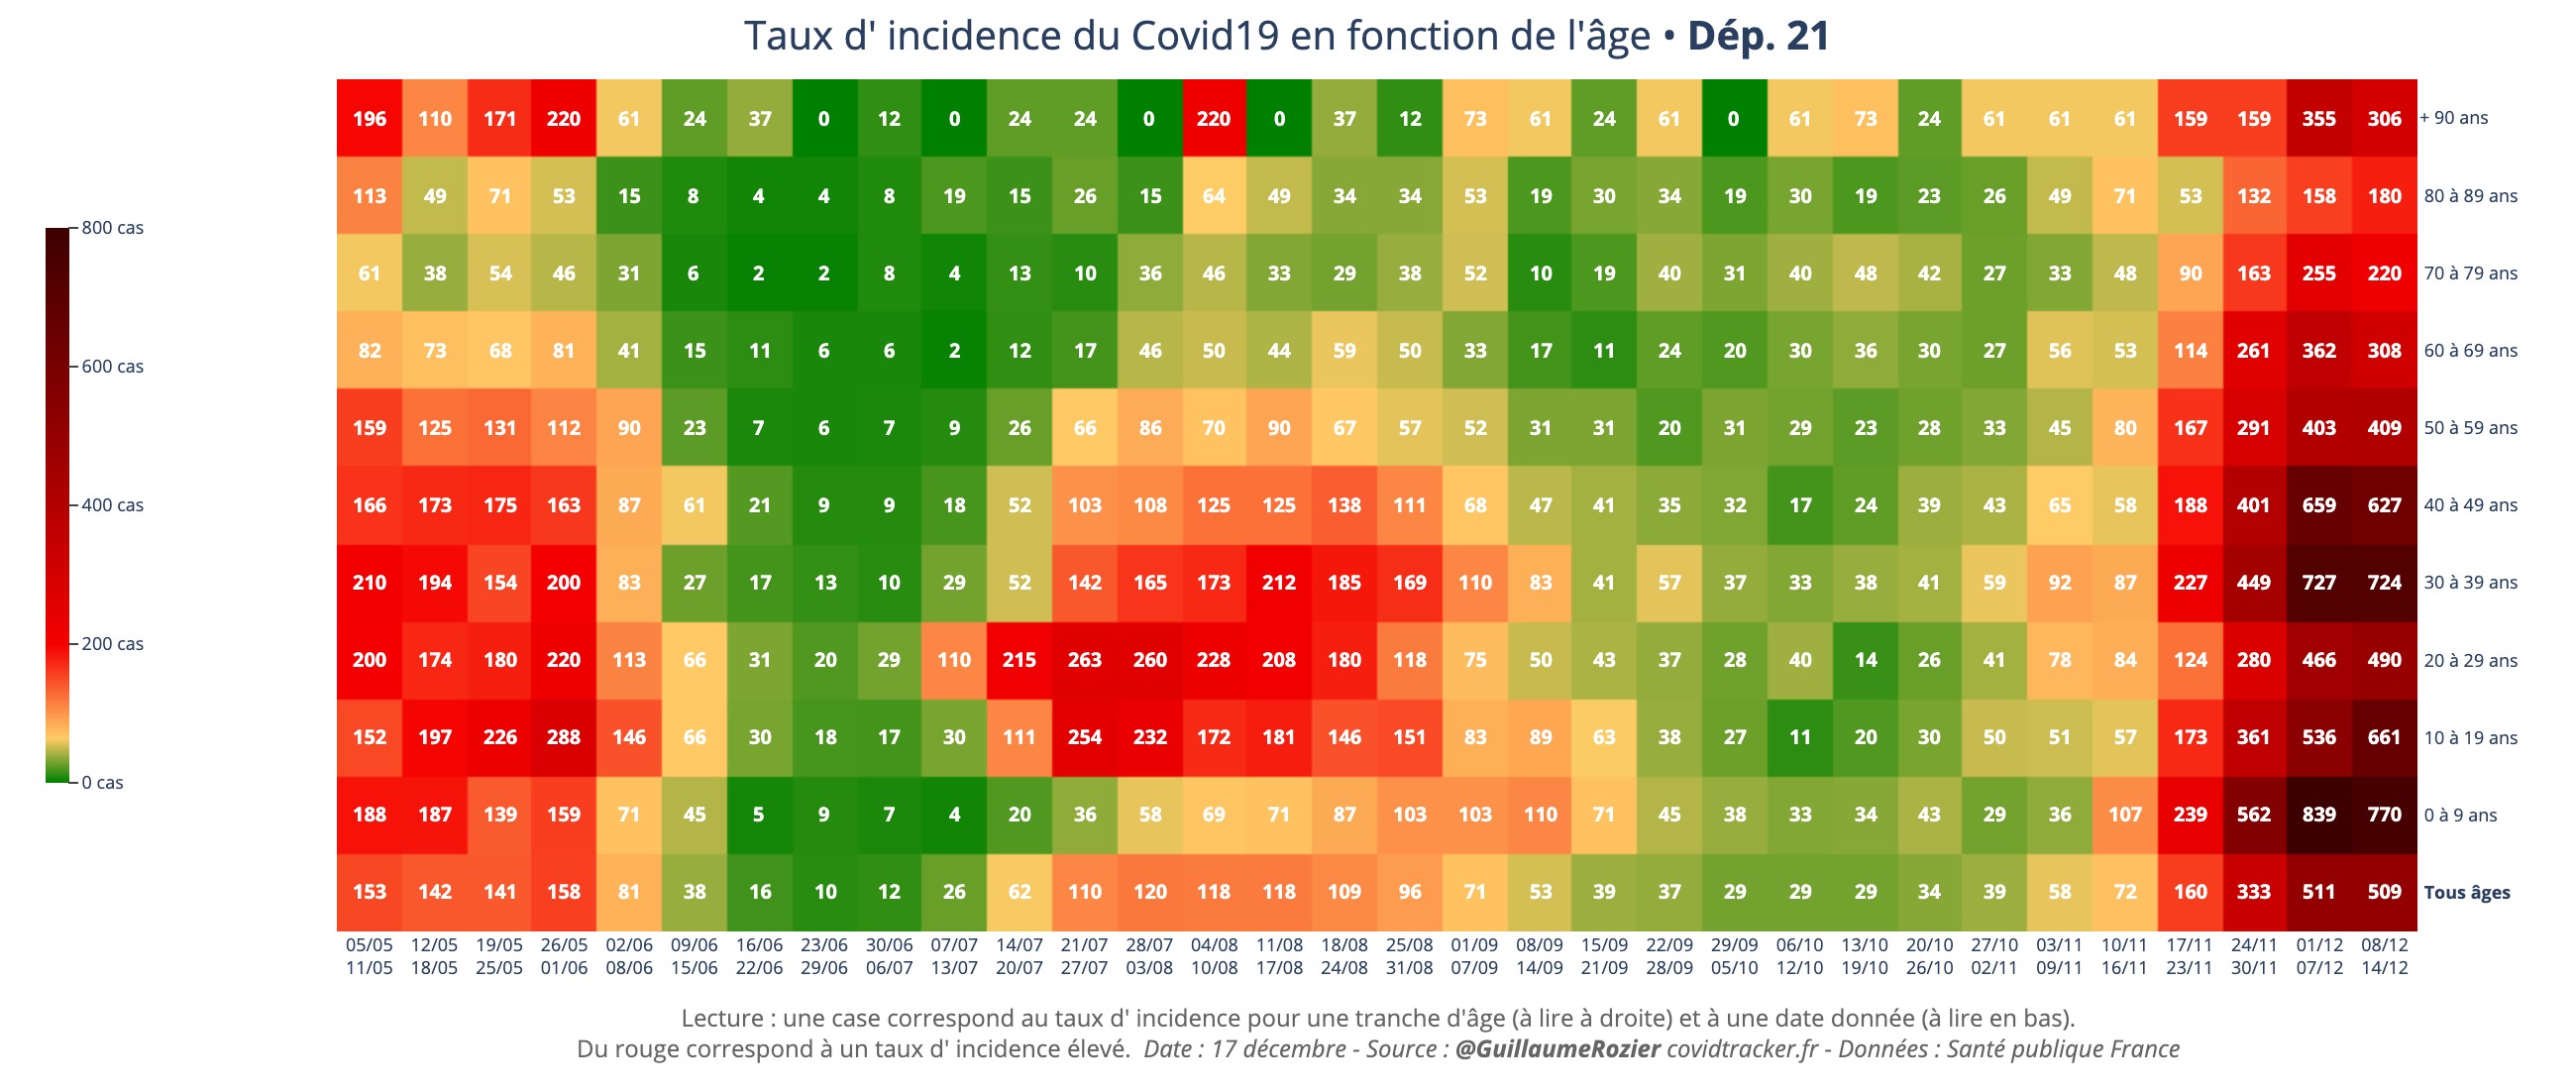 Taux d' incidence du Covid19 en fonction de l'âge • Dép. 21
800 cas
600 cas
400 cas
200 cas
0 cas
196 110 171 220 61 24 37 0 12 0 24 24 0 220 0 37 12 73 61 24 61 0 61 73 24 61 61 61 159 159 355 306 + 90 ans
113 49 71 53 15 8 4 4 8 19 15 26 15 64 49 34 34 53 19 30 34 19 30 19 23 26 49 71 53 132 158 180 80 à 89 ans
61 38 54 46 31 6 2 2 8 4 13 10 36 46 33 29 38 52 10 19 40 31 40 48 42 27 33 48 90 163 255 220 70 à 79 ans
82 73 68 81 41 15 11 6 6 2 12 17 46 50 44 59 50 33 17 11 24 20 30 36 30 27 56 53 114 261 362 308 60 à 69 ans
159 125 131 112 90 23 7 6 7 9 26 66 86 70 90 67 57 52 31 31 20 31 29 23 28 33 45 80 167 291 403 409 50 à 59 ans
166 173 175 163 87 61 21 9 9 18 52 103 108 125 125 138 111 68 47 41 35 32 17 24 39 43 65 58 188 401 659 627 40 à 49 ans
210 194 154 200 83 27 17 13 10 29 52 142 165 173 212 185 169 110 83 41 57 37 33 38 41 59 92 87 227 449 727 724 30 à 39 ans
200 174 180 220 113 66 31 20 29 110 215 263 260 228 208 180 118 75 50 43 37 28 40 14 26 41 78 84 124 280 466 490 20 à 29 ans
152 197 226 288 146 66 30 18 17 30 111 254 232 172 181 146 151 83 89 63 38 27 11 20 30 50 51 57 173 361 536 661 10 à 19 ans
188 187 139 159 71 45 5 9 7 4 20 36 58 69 71 87 103 103 110 71 45 38 33 34 43 29 36 107 239 562 839 770 0 à 9 ans
153 142 141 158 81 38 16 10 12 26 62 110 120 118 118 109 96 71 53 39 37 29 29 29 34 39 58 72 160 333 511 509 Tous âges
05/05 12/05 19/05 26/05 02/06 09/06 16/06 23/06 30/06 07/07 14/07 21/07 28/07 04/08 11/08 18/08 25/08 01/09 08/09 15/09 22/09 29/09 06/10 13/10 20/10 27/10 03/11 10/11 17/11 24/11 01/12 08/12
11/05 18/05 25/05 01/06 08/06 15/06 22/06 29/06 06/07 13/07 20/07 27/07 03/08 10/08 17/08 24/08 31/08 07/09 14/09 21/09 28/09 05/10 12/10 19/10 26/10 02/11 09/11 16/11 23/11 30/11 07/12 14/12
Lecture : une case correspond au taux d' incidence pour une tranche d'âge (à lire à droite) et à une date donnée (à lire en bas).
Du rouge correspond à un taux d' incidence élevé. Date : 17 décembre - Source : @GuillaumeRozier covidtracker.fr - Données : Santé publique France